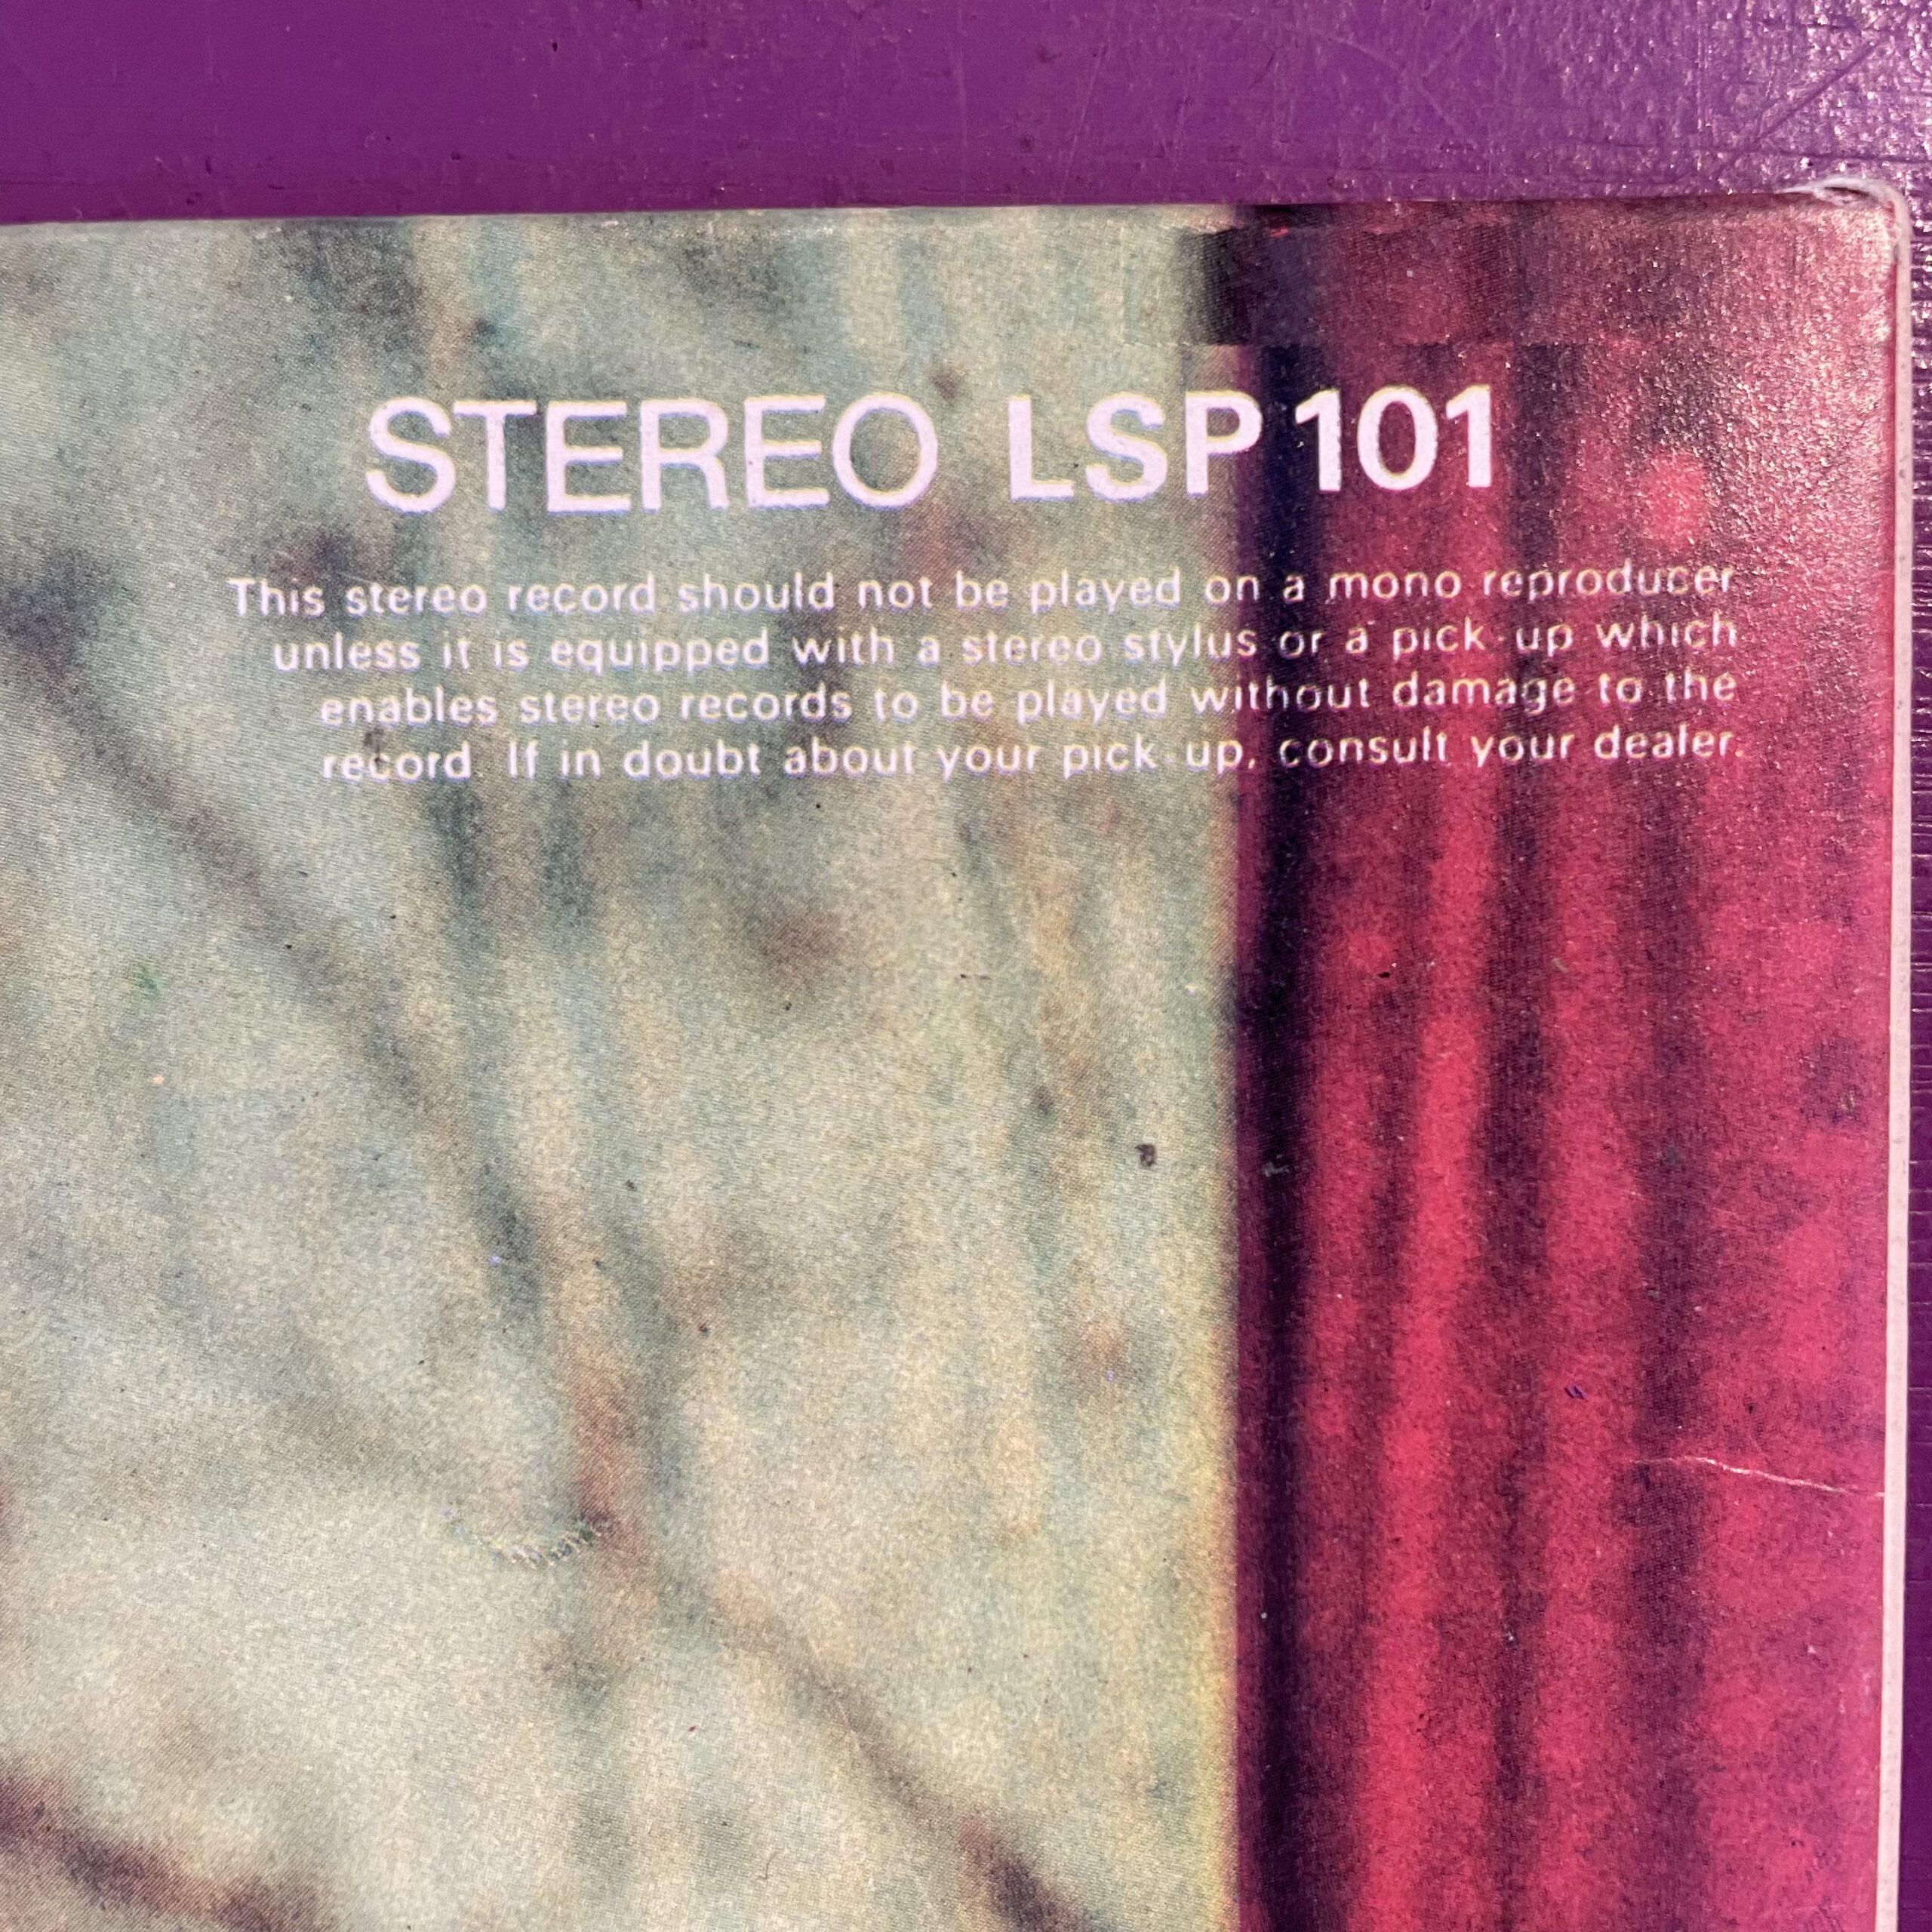 STEREO LSP 101
This stereo record should not be played on a mono reproducer
unless it is equipped with a stereo stylus or a pick-up which
enables stereo records to be played without damage to the
record. If in doubt about your pick-up, consult your dealer.